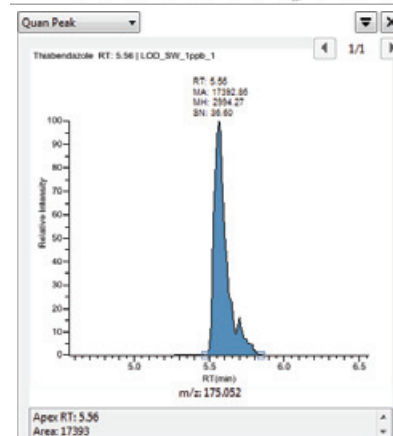 Quan Peak
1/1
Thiabendazole RT: 5.56 | LOD_SW_1ppb_1
RT: 5.56
MA: 17392.86
MH: 2994.27
SN: 36.60
100
90
80
70
60
50
40
30
20
10
0
Relative Intensity
5.0 5.5 6.0 6.5
RT(min)
m/z: 175.052
Apex RT: 5.56
Area: 17393